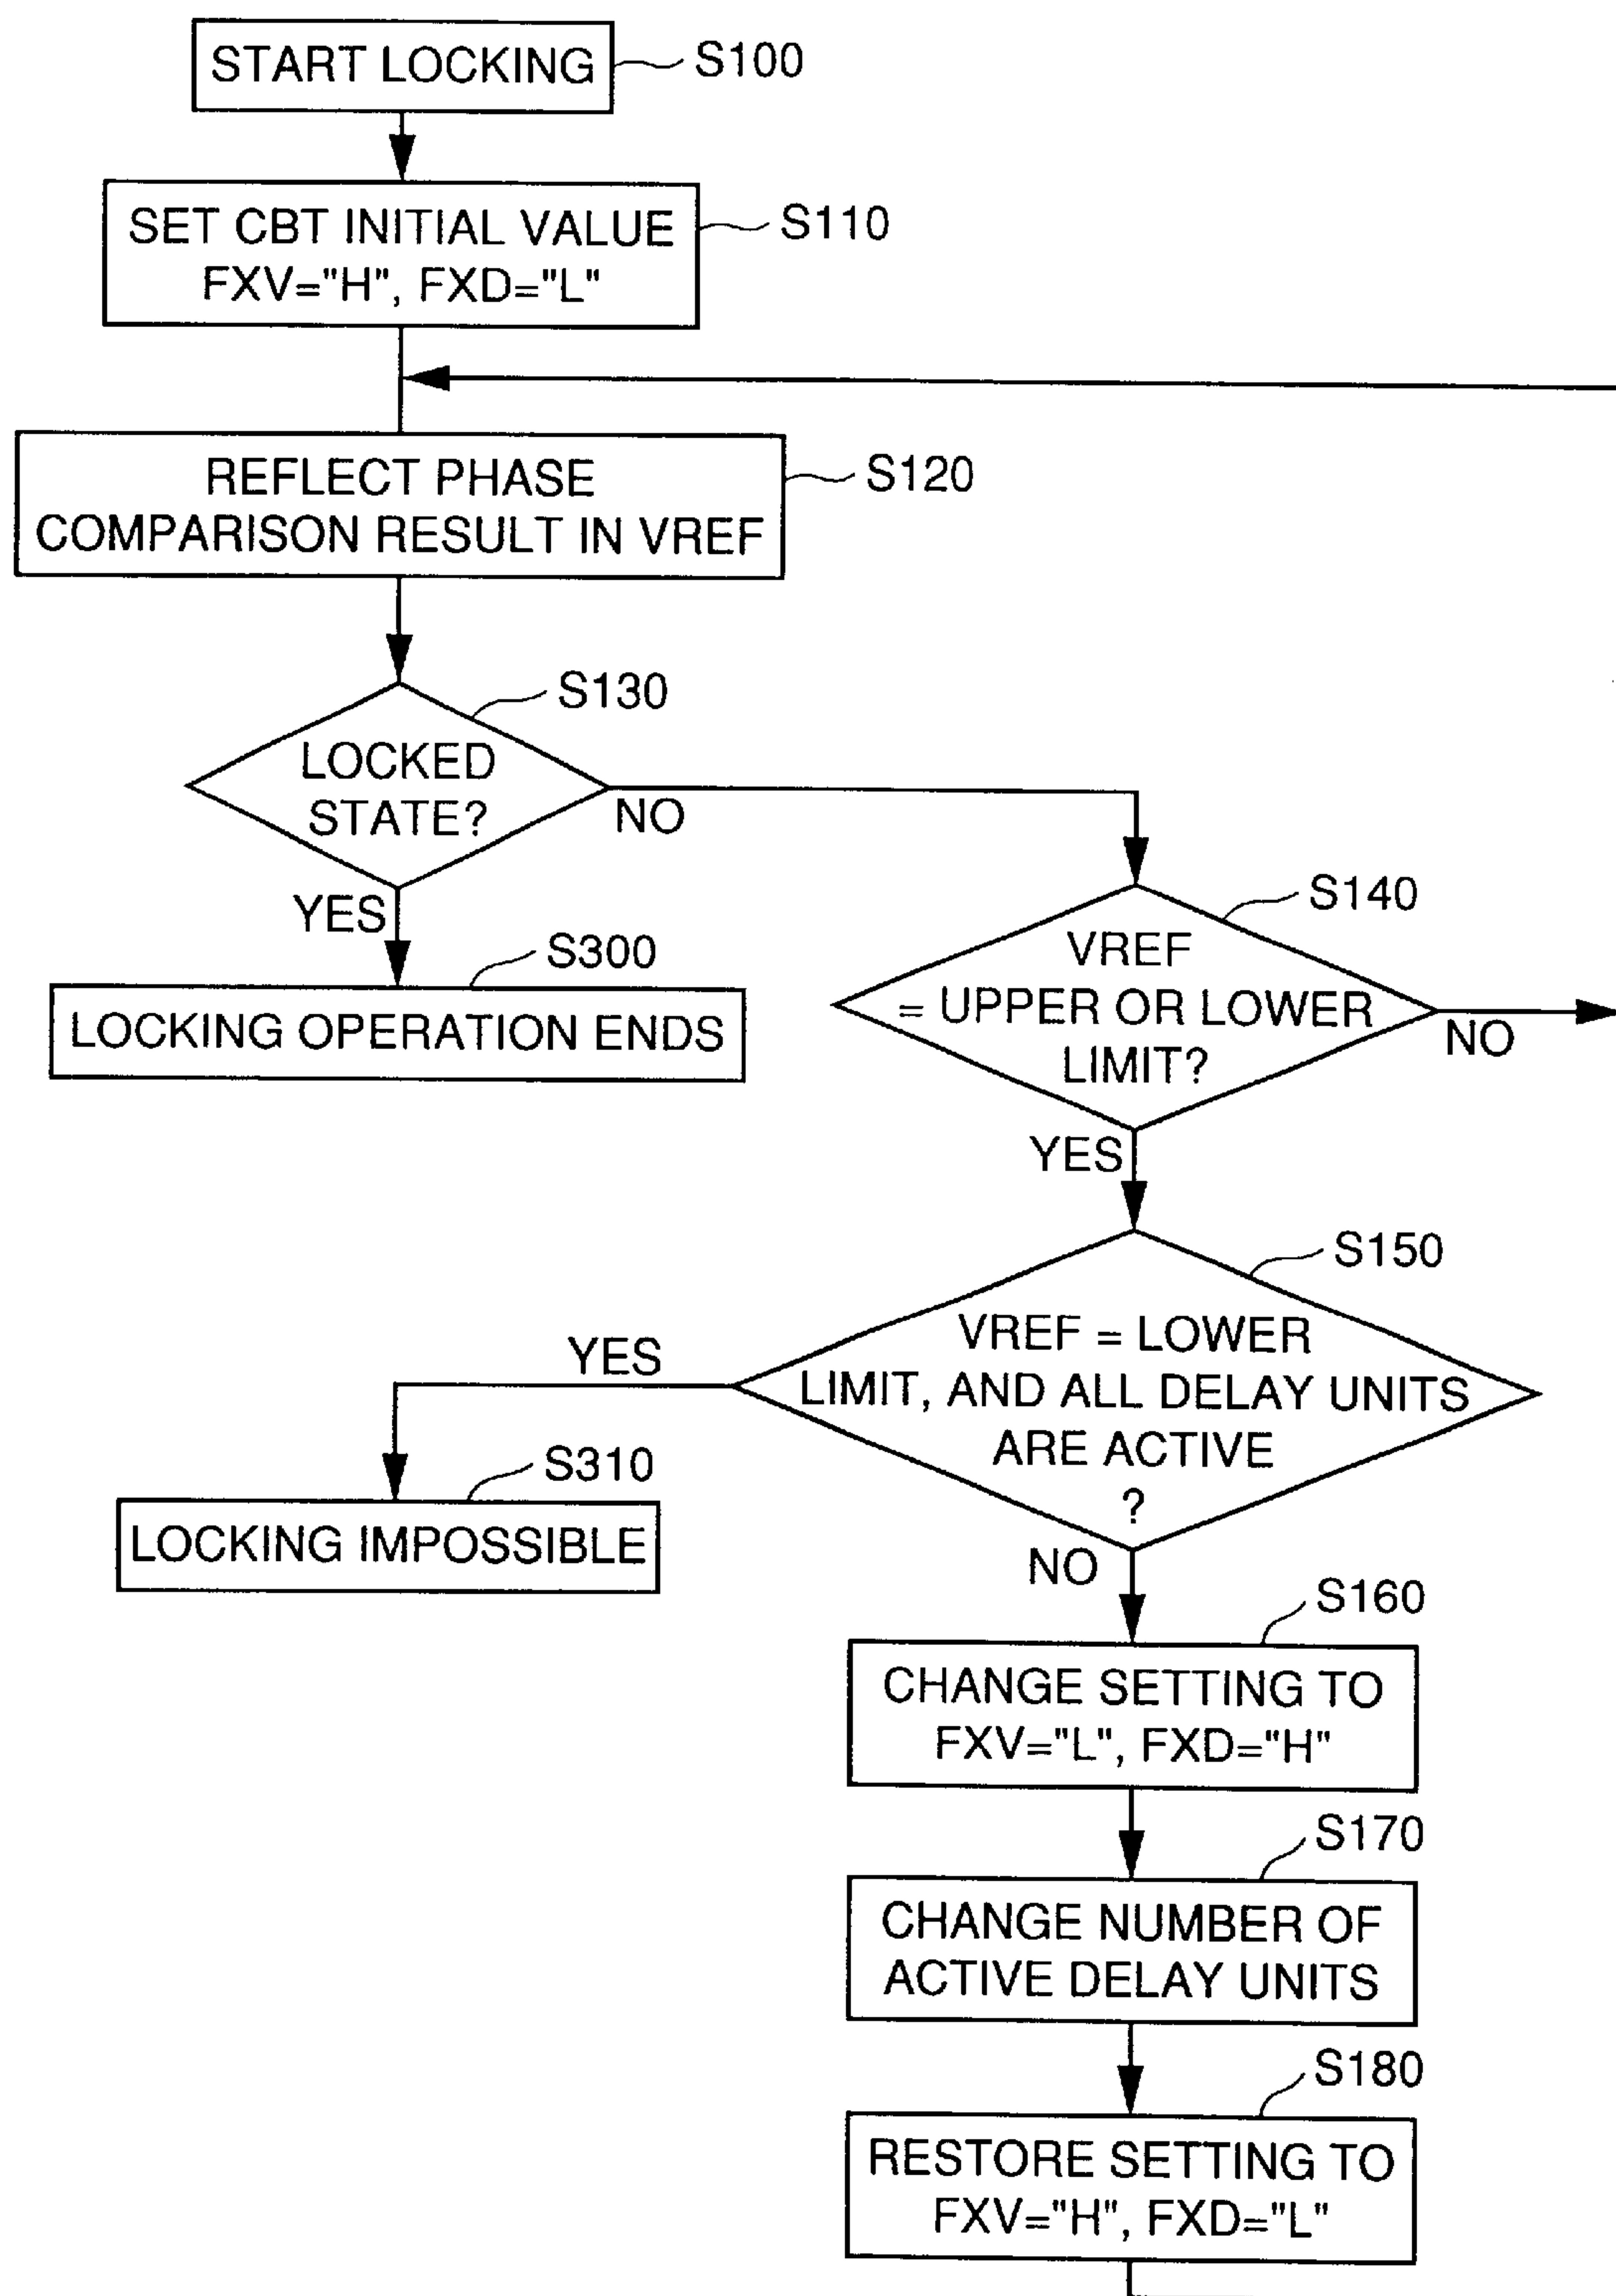 START LOCKING
S100
SET CBT INITIAL VALUE
FXV="H", FXD="L"
S110
REFLECT PHASE
COMPARISON RESULT IN VREF
S120
LOCKED
STATE?
S130
NO
YES
S300
LOCKING OPERATION ENDS
S140
VREF
= UPPER OR LOWER
LIMIT?
NO
YES
S150
VREF = LOWER
LIMIT, AND ALL DELAY UNITS
ARE ACTIVE
?
YES
S310
LOCKING IMPOSSIBLE
NO
S160
CHANGE SETTING TO
FXV="L", FXD="H"
S170
CHANGE NUMBER OF
ACTIVE DELAY UNITS
S180
RESTORE SETTING TO
FXV="H", FXD="L"